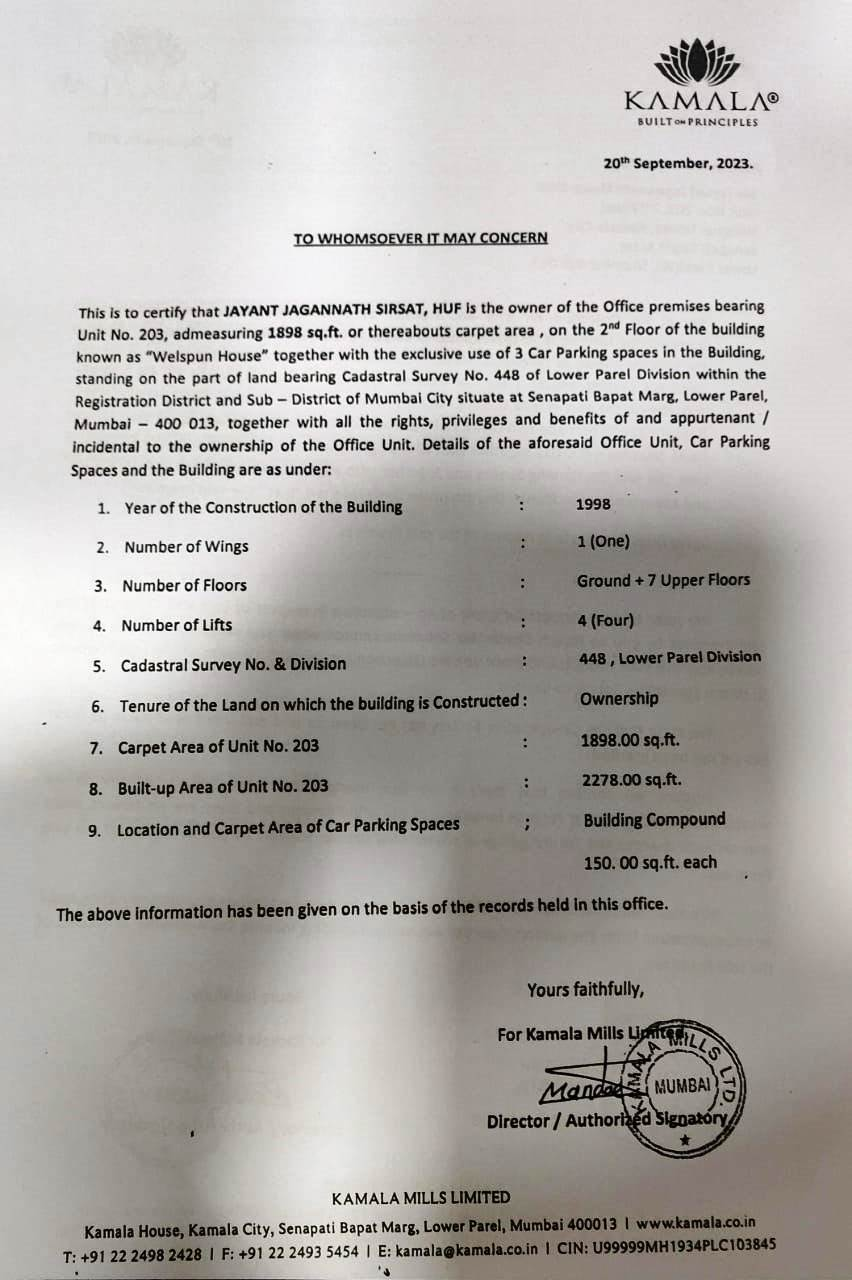 KAMALA®
BUILT ON PRINCIPLES
20th September, 2023.
TO WHOMSOEVER IT MAY CONCERN
This is to certify that JAYANT JAGANNATH SIRSAT, HUF is the owner of the Office premises bearing
Unit No. 203, admeasuring 1898 sq.ft. or thereabouts carpet area , on the 2nd Floor of the building
known as “Welspun House” together with the exclusive use of 3 Car Parking spaces in the Building,
standing on the part of land bearing Cadastral Survey No. 448 of Lower Parel Division within the
Registration District and Sub – District of Mumbai City situate at Senapati Bapat Marg, Lower Parel,
Mumbai – 400 013, together with all the rights, privileges and benefits of and appurtenant /
incidental to the ownership of the Office Unit. Details of the aforesaid Office Unit, Car Parking
Spaces and the Building are as under:
1. Year of the Construction of the Building : 1998
2. Number of Wings : 1 (One)
3. Number of Floors : Ground + 7 Upper Floors
4. Number of Lifts : 4 (Four)
5. Cadastral Survey No. & Division : 448 , Lower Parel Division
6. Tenure of the Land on which the building is Constructed : Ownership
7. Carpet Area of Unit No. 203 : 1898.00 sq.ft.
8. Built-up Area of Unit No. 203 : 2278.00 sq.ft.
9. Location and Carpet Area of Car Parking Spaces ; Building Compound
150. 00 sq.ft. each
The above information has been given on the basis of the records held in this office.
Yours faithfully,
For Kamala Mills Limited
KAMALA MILLS LTD.
MUMBAI
Director / Authorized Signatory
KAMALA MILLS LIMITED
Kamala House, Kamala City, Senapati Bapat Marg, Lower Parel, Mumbai 400013 | www.kamala.co.in
T: +91 22 2498 2428 | F: +91 22 2493 5454 | E: kamala@kamala.co.in | CIN: U99999MH1934PLC103845